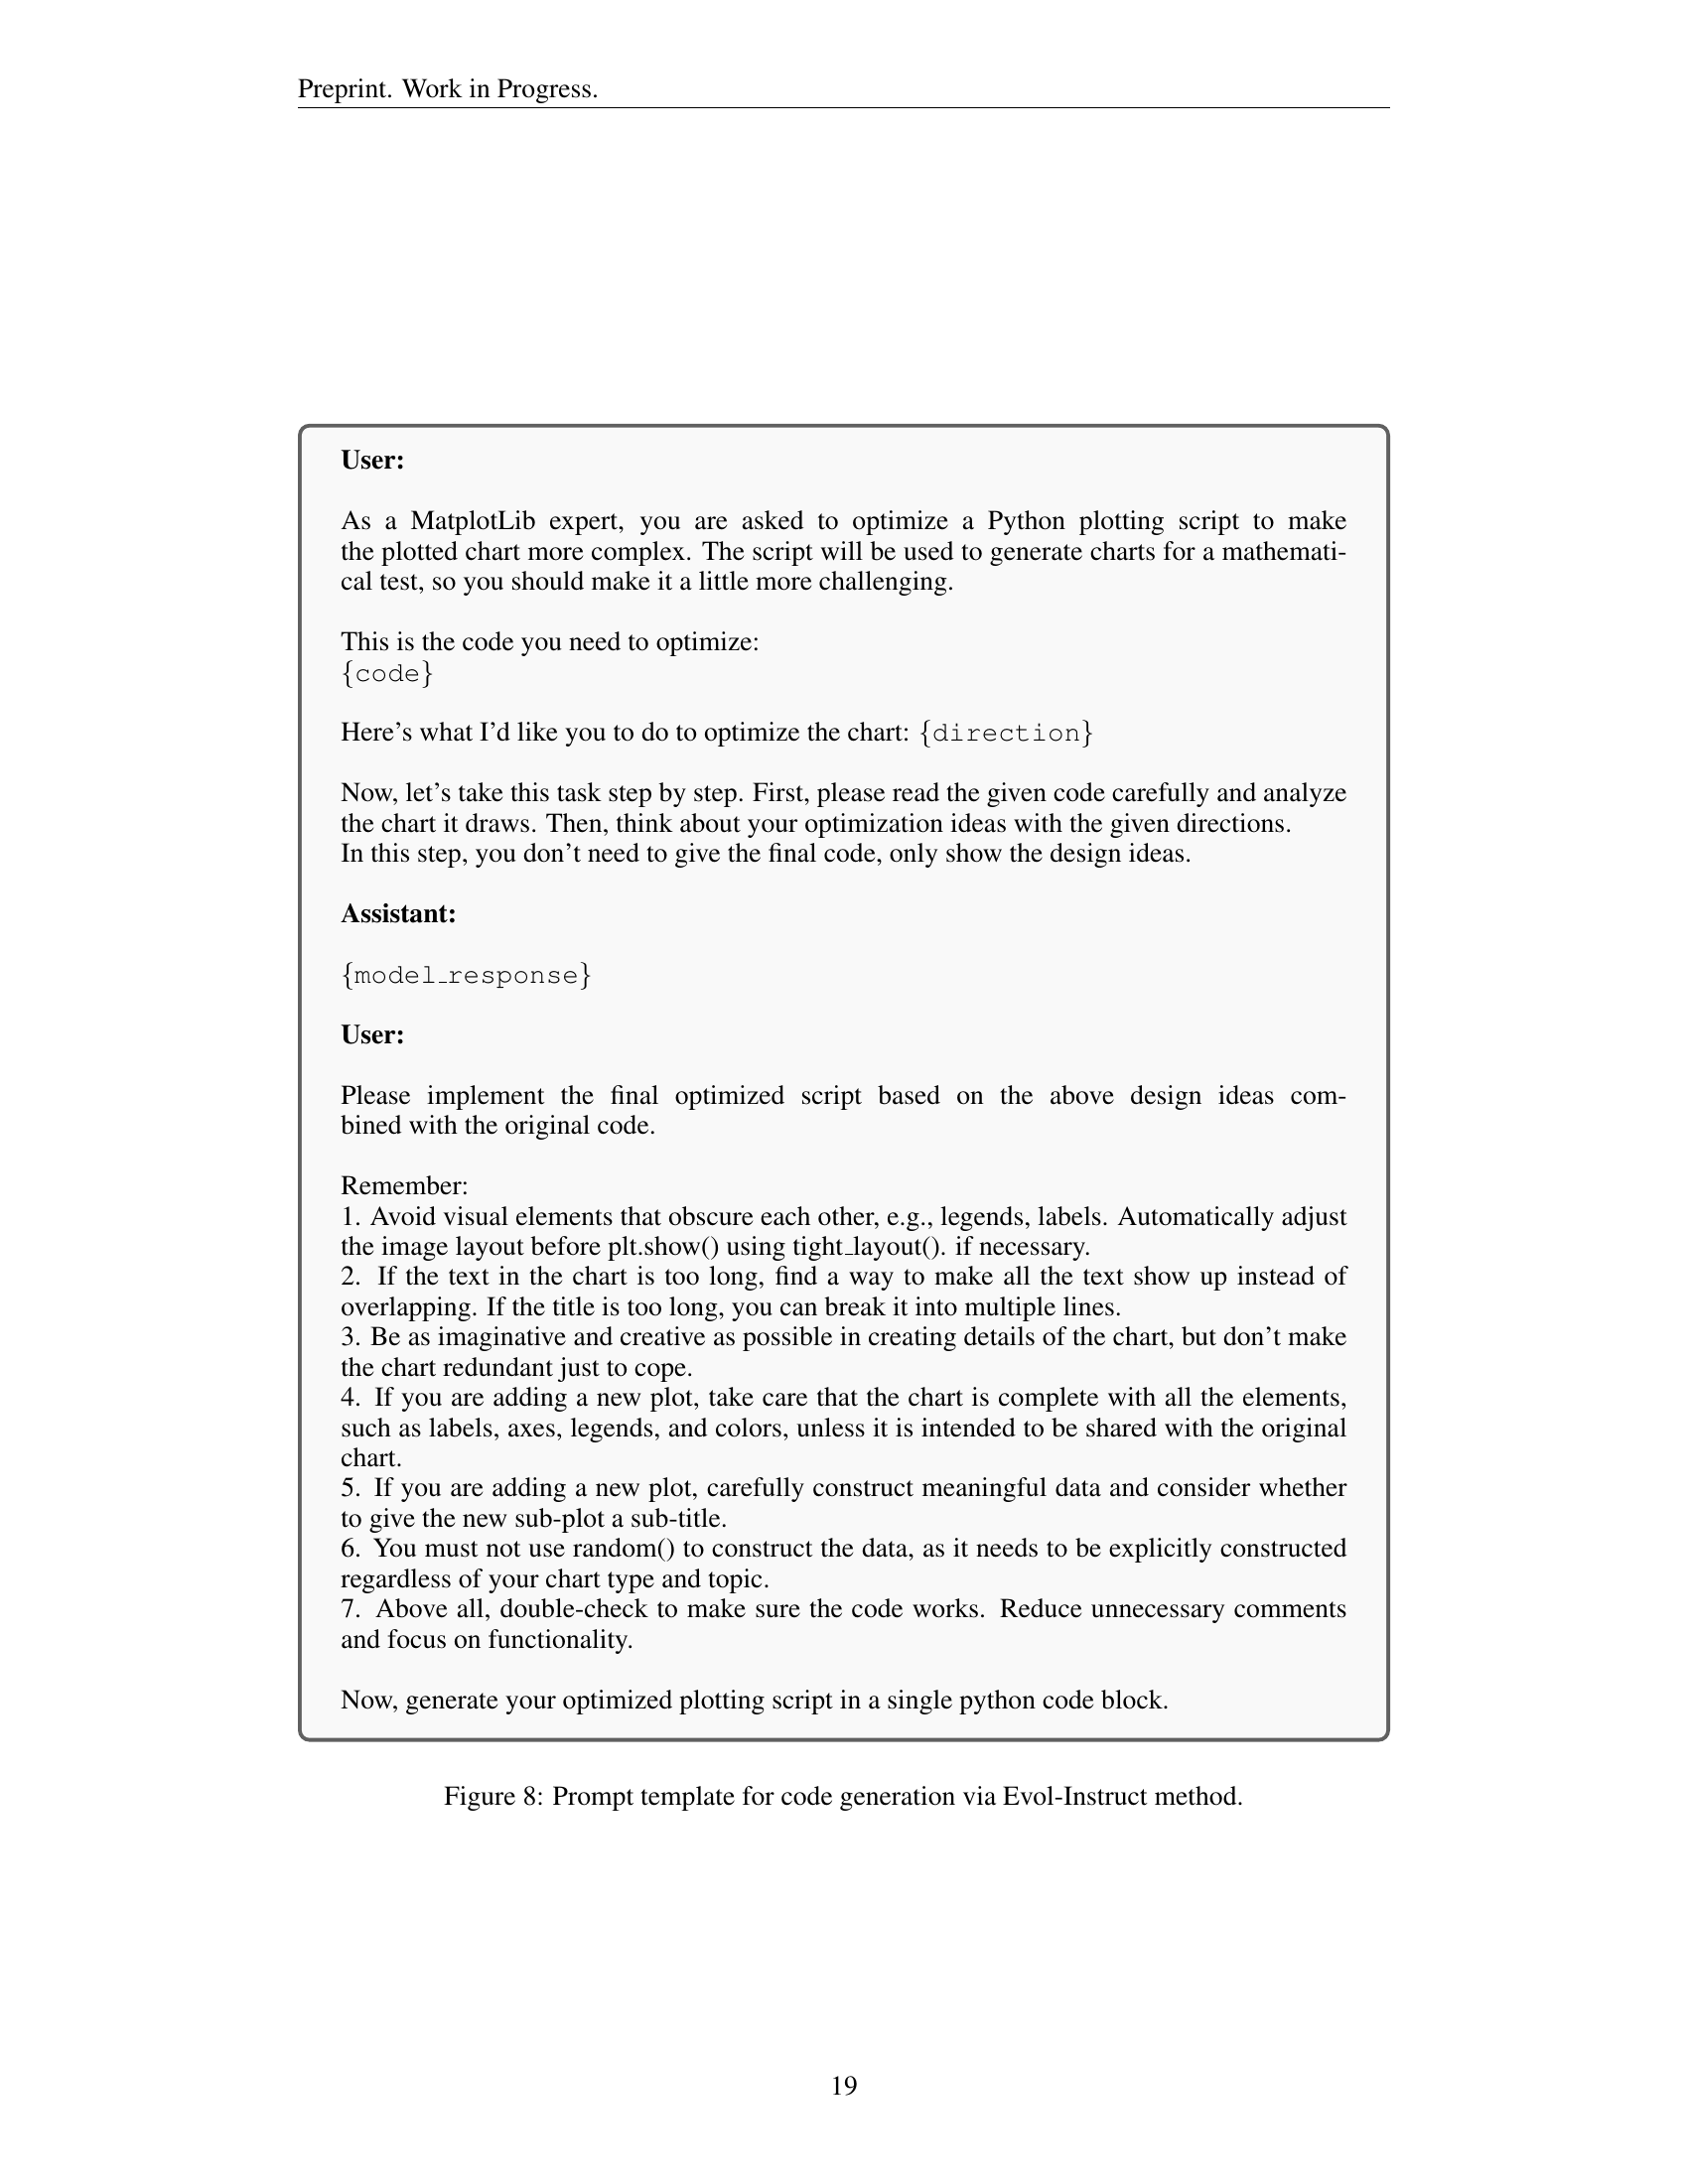 Preprint. Work in Progress.
User:
As a MatplotLib expert, you are asked to optimize a Python plotting script to make
the plotted chart more complex. The script will be used to generate charts for a mathemati-
cal test, so you should make it a little more challenging.
This is the code you need to optimize:
{code}
Here's what I'd like you to do to optimize the chart: {direction}
Now, let's take this task step by step. First, please read the given code carefully and analyze
the chart it draws. Then, think about your optimization ideas with the given directions.
In this step, you don't need to give the final code, only show the design ideas.
Assistant:
{model_response}
User:
Please implement the final optimized script based on the above design ideas com-
bined with the original code.
Remember:
1. Avoid visual elements that obscure each other, e.g., legends, labels. Automatically adjust
the image layout before plt.show() using tight_layout(). if necessary.
2. If the text in the chart is too long, find a way to make all the text show up instead of
overlapping. If the title is too long, you can break it into multiple lines.
3. Be as imaginative and creative as possible in creating details of the chart, but don't make
the chart redundant just to cope.
4. If you are adding a new plot, take care that the chart is complete with all the elements,
such as labels, axes, legends, and colors, unless it is intended to be shared with the original
chart.
5. If you are adding a new plot, carefully construct meaningful data and consider whether
to give the new sub-plot a sub-title.
6. You must not use random() to construct the data, as it needs to be explicitly constructed
regardless of your chart type and topic.
7. Above all, double-check to make sure the code works. Reduce unnecessary comments
and focus on functionality.
Now, generate your optimized plotting script in a single python code block.
Figure 8: Prompt template for code generation via Evol-Instruct method.
19